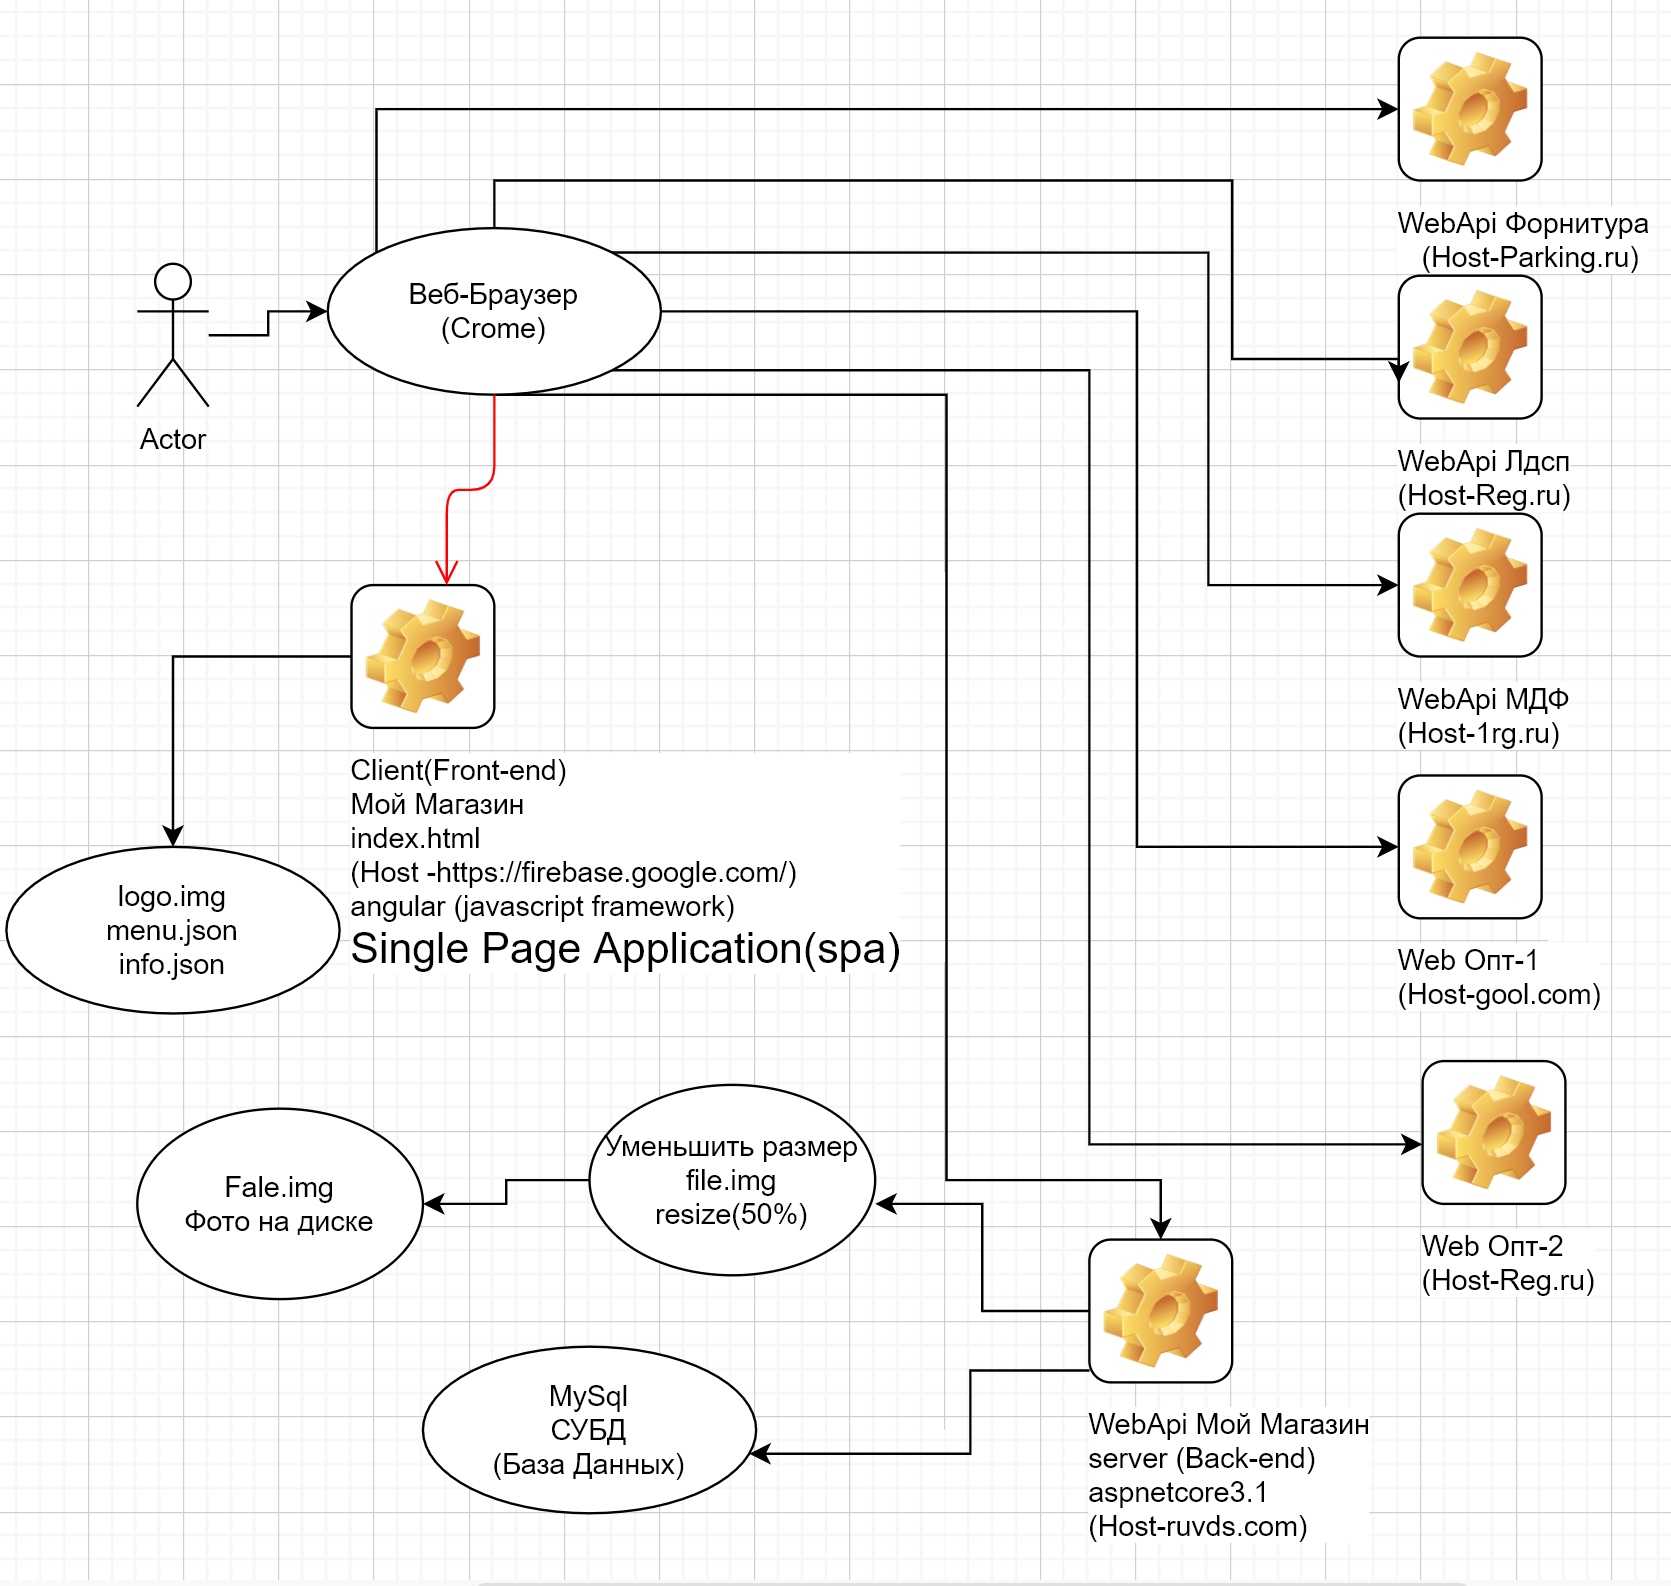 WebApi Форнитура
(Host-Parking.ru)
Веб-Браузер
(Crome)
Actor
WebApi Лдсп
(Host-Reg.ru)
WebApi МДФ
(Host-1rg.ru)
Client(Front-end)
Мой Магазин
index.html
(Host -https://firebase.google.com/)
angular (javascript framework)
Single Page Application(spa)
logo.img
menu.json
info.json
Web Опт-1
(Host-gool.com)
Уменьшить размер
file.img
resize(50%)
Fale.img
Фото на диске
Web Опт-2
(Host-Reg.ru)
MySql
СУБД
(База Данных)
WebApi Мой Магазин
server (Back-end)
aspnetcore3.1
(Host-ruvds.com)